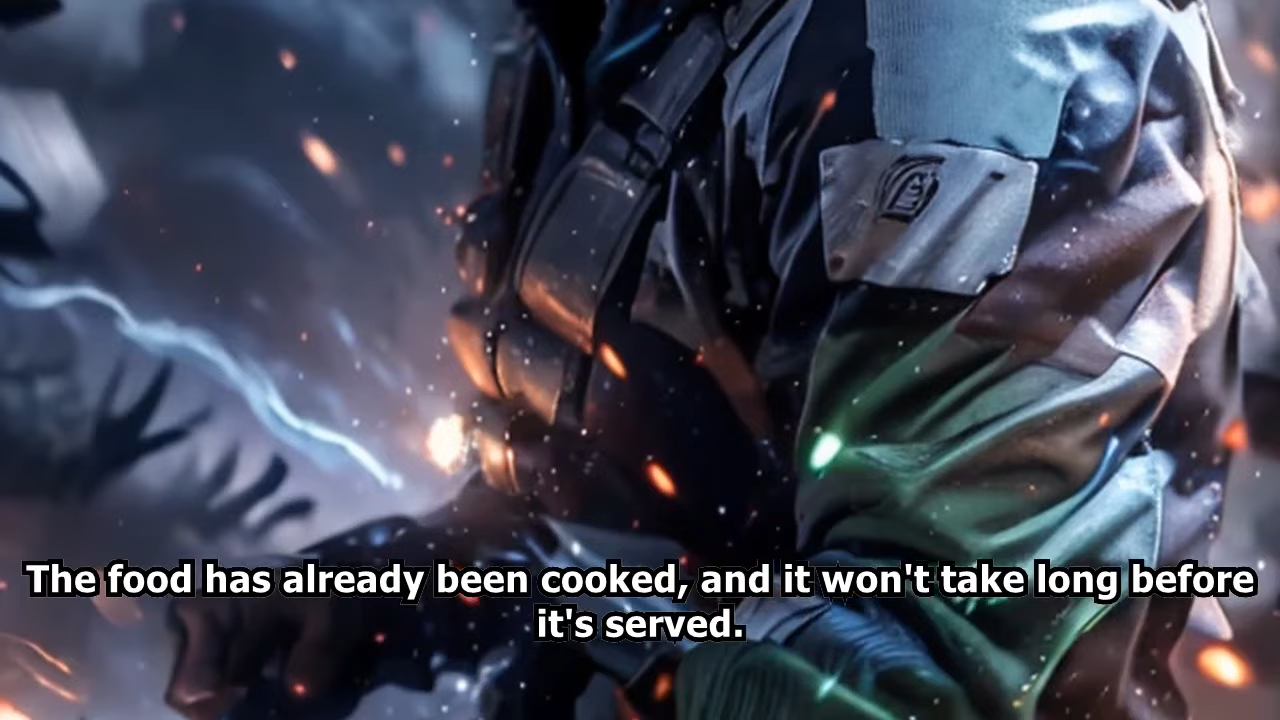 The food has already been cooked, and it won't take long before
it's served.